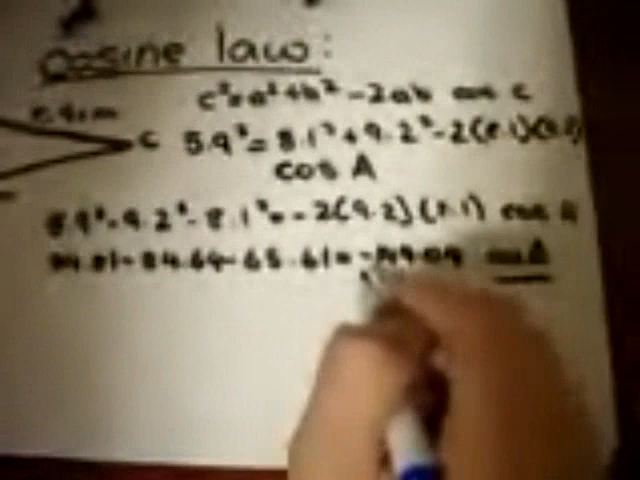 cosine law:
c² = a² + b² - 2ab cos C
C 5.9² = 8.1² + 9.2² - 2(8.1)
cos A
5.9² - 9.2² - 8.1² = -2(9.2)(8.1) cos A
34.81 - 84.64 - 65.61 = -149.04 cos A